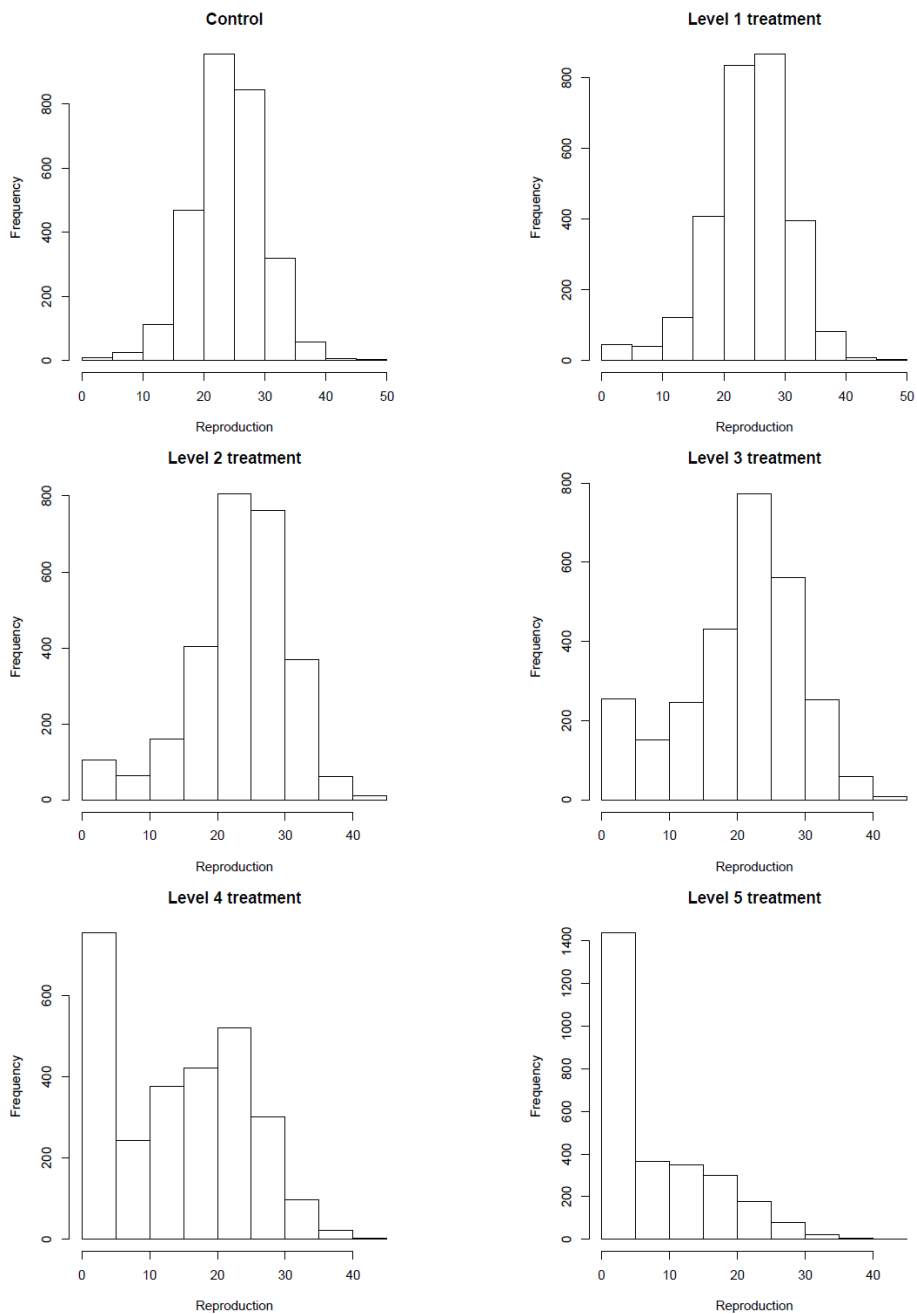 Control
Level 1 treatment
Frequency
0 200 400 600 800
0 10 20 30 40 50
Reproduction
Frequency
0 200 400 600 800
0 10 20 30 40 50
Reproduction
Level 2 treatment
Level 3 treatment
Frequency
0 200 400 600 800
0 10 20 30 40
Reproduction
Frequency
0 200 400 600 800
0 10 20 30 40
Reproduction
Level 4 treatment
Level 5 treatment
Frequency
0 200 400 600
0 10 20 30 40
Reproduction
Frequency
0 200 400 600 800 1000 1200 1400
0 10 20 30 40
Reproduction